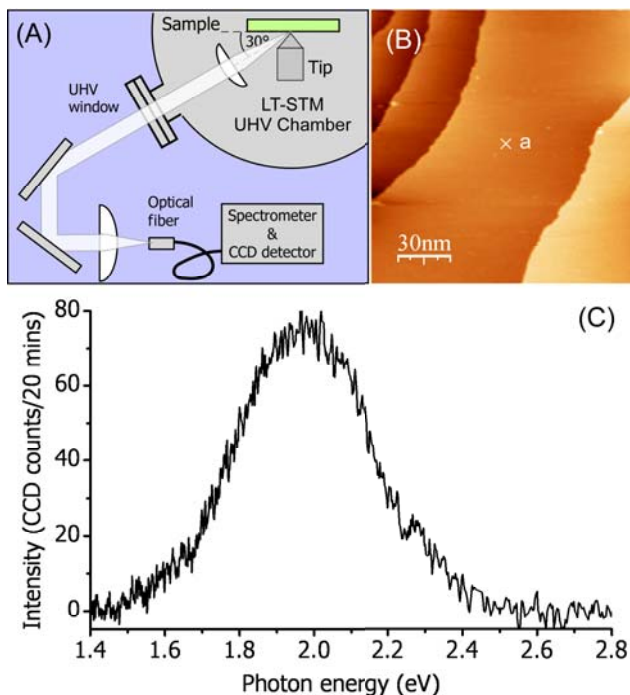 (A)
Sample
30°
Tip
UHV
window
LT-STM
UHV Chamber
Optical
fiber
Spectrometer
&
CCD detector
(B)
× a
30nm
(C)
Intensity (CCD counts/20 mins)
80
60
40
20
0
1.4 1.6 1.8 2.0 2.2 2.4 2.6 2.8
Photon energy (eV)